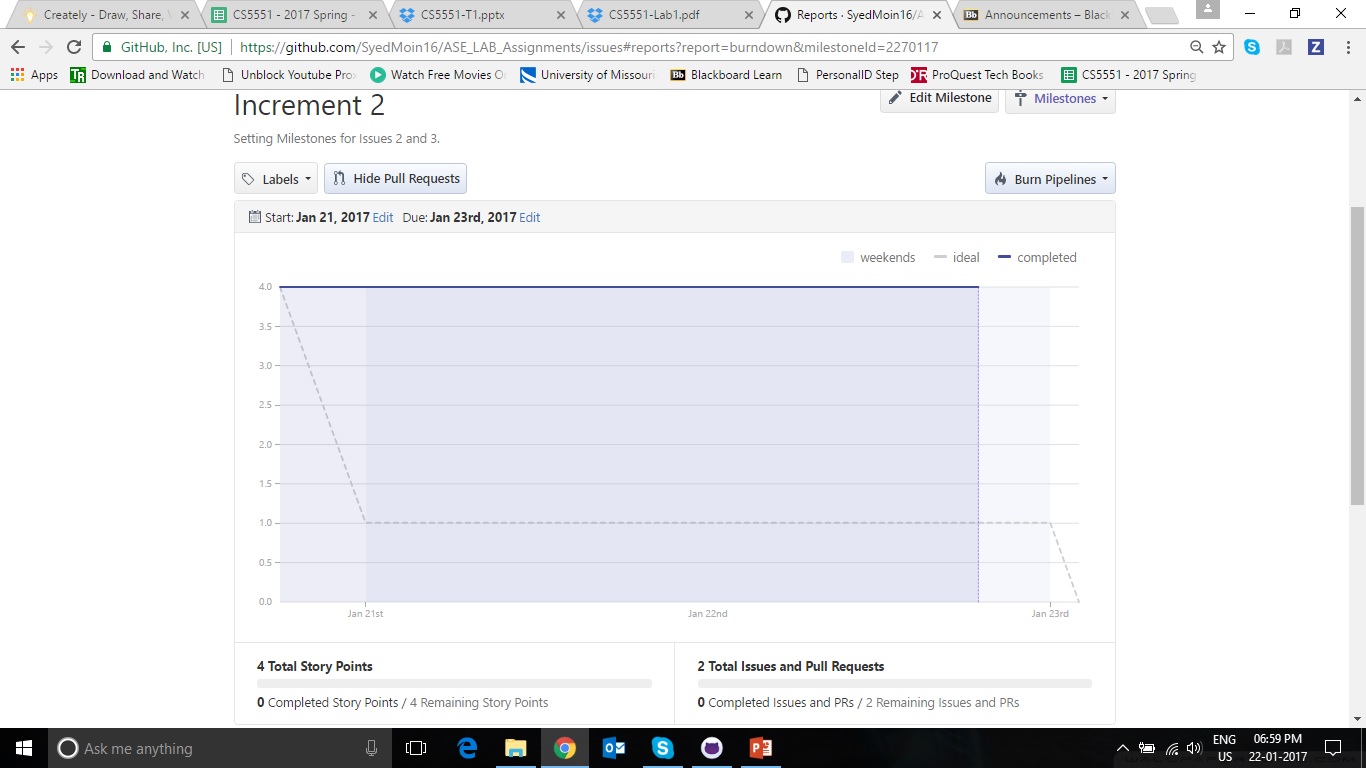 Creately - Draw, Share,
CS5551 - 2017 Spring -
CS5551-T1.pptx
CS5551-Lab1.pdf
Reports · SyedMoin16/A
Announcements – Black
GitHub, Inc. [US]
https://github.com/SyedMoin16/ASE_LAB_Assignments/issues#reports?report=burndown&milestoneId=2270117
Apps
Download and Watch
Unblock Youtube Pro
Watch Free Movies O
University of Missouri
Blackboard Learn
PersonalID Step
ProQuest Tech Books
CS5551 - 2017 Spring
Increment 2
Edit Milestone
Milestones
Setting Milestones for Issues 2 and 3.
Labels
Hide Pull Requests
Burn Pipelines
Start: Jan 21, 2017 Edit Due: Jan 23rd, 2017 Edit
weekends
ideal
completed
4.0
3.5
3.0
2.5
2.0
1.5
1.0
0.5
0.0
Jan 21st
Jan 22nd
Jan 23rd
4 Total Story Points
0 Completed Story Points / 4 Remaining Story Points
2 Total Issues and Pull Requests
0 Completed Issues and PRs / 2 Remaining Issues and PRs
Ask me anything
ENG
US
06:59 PM
22-01-2017